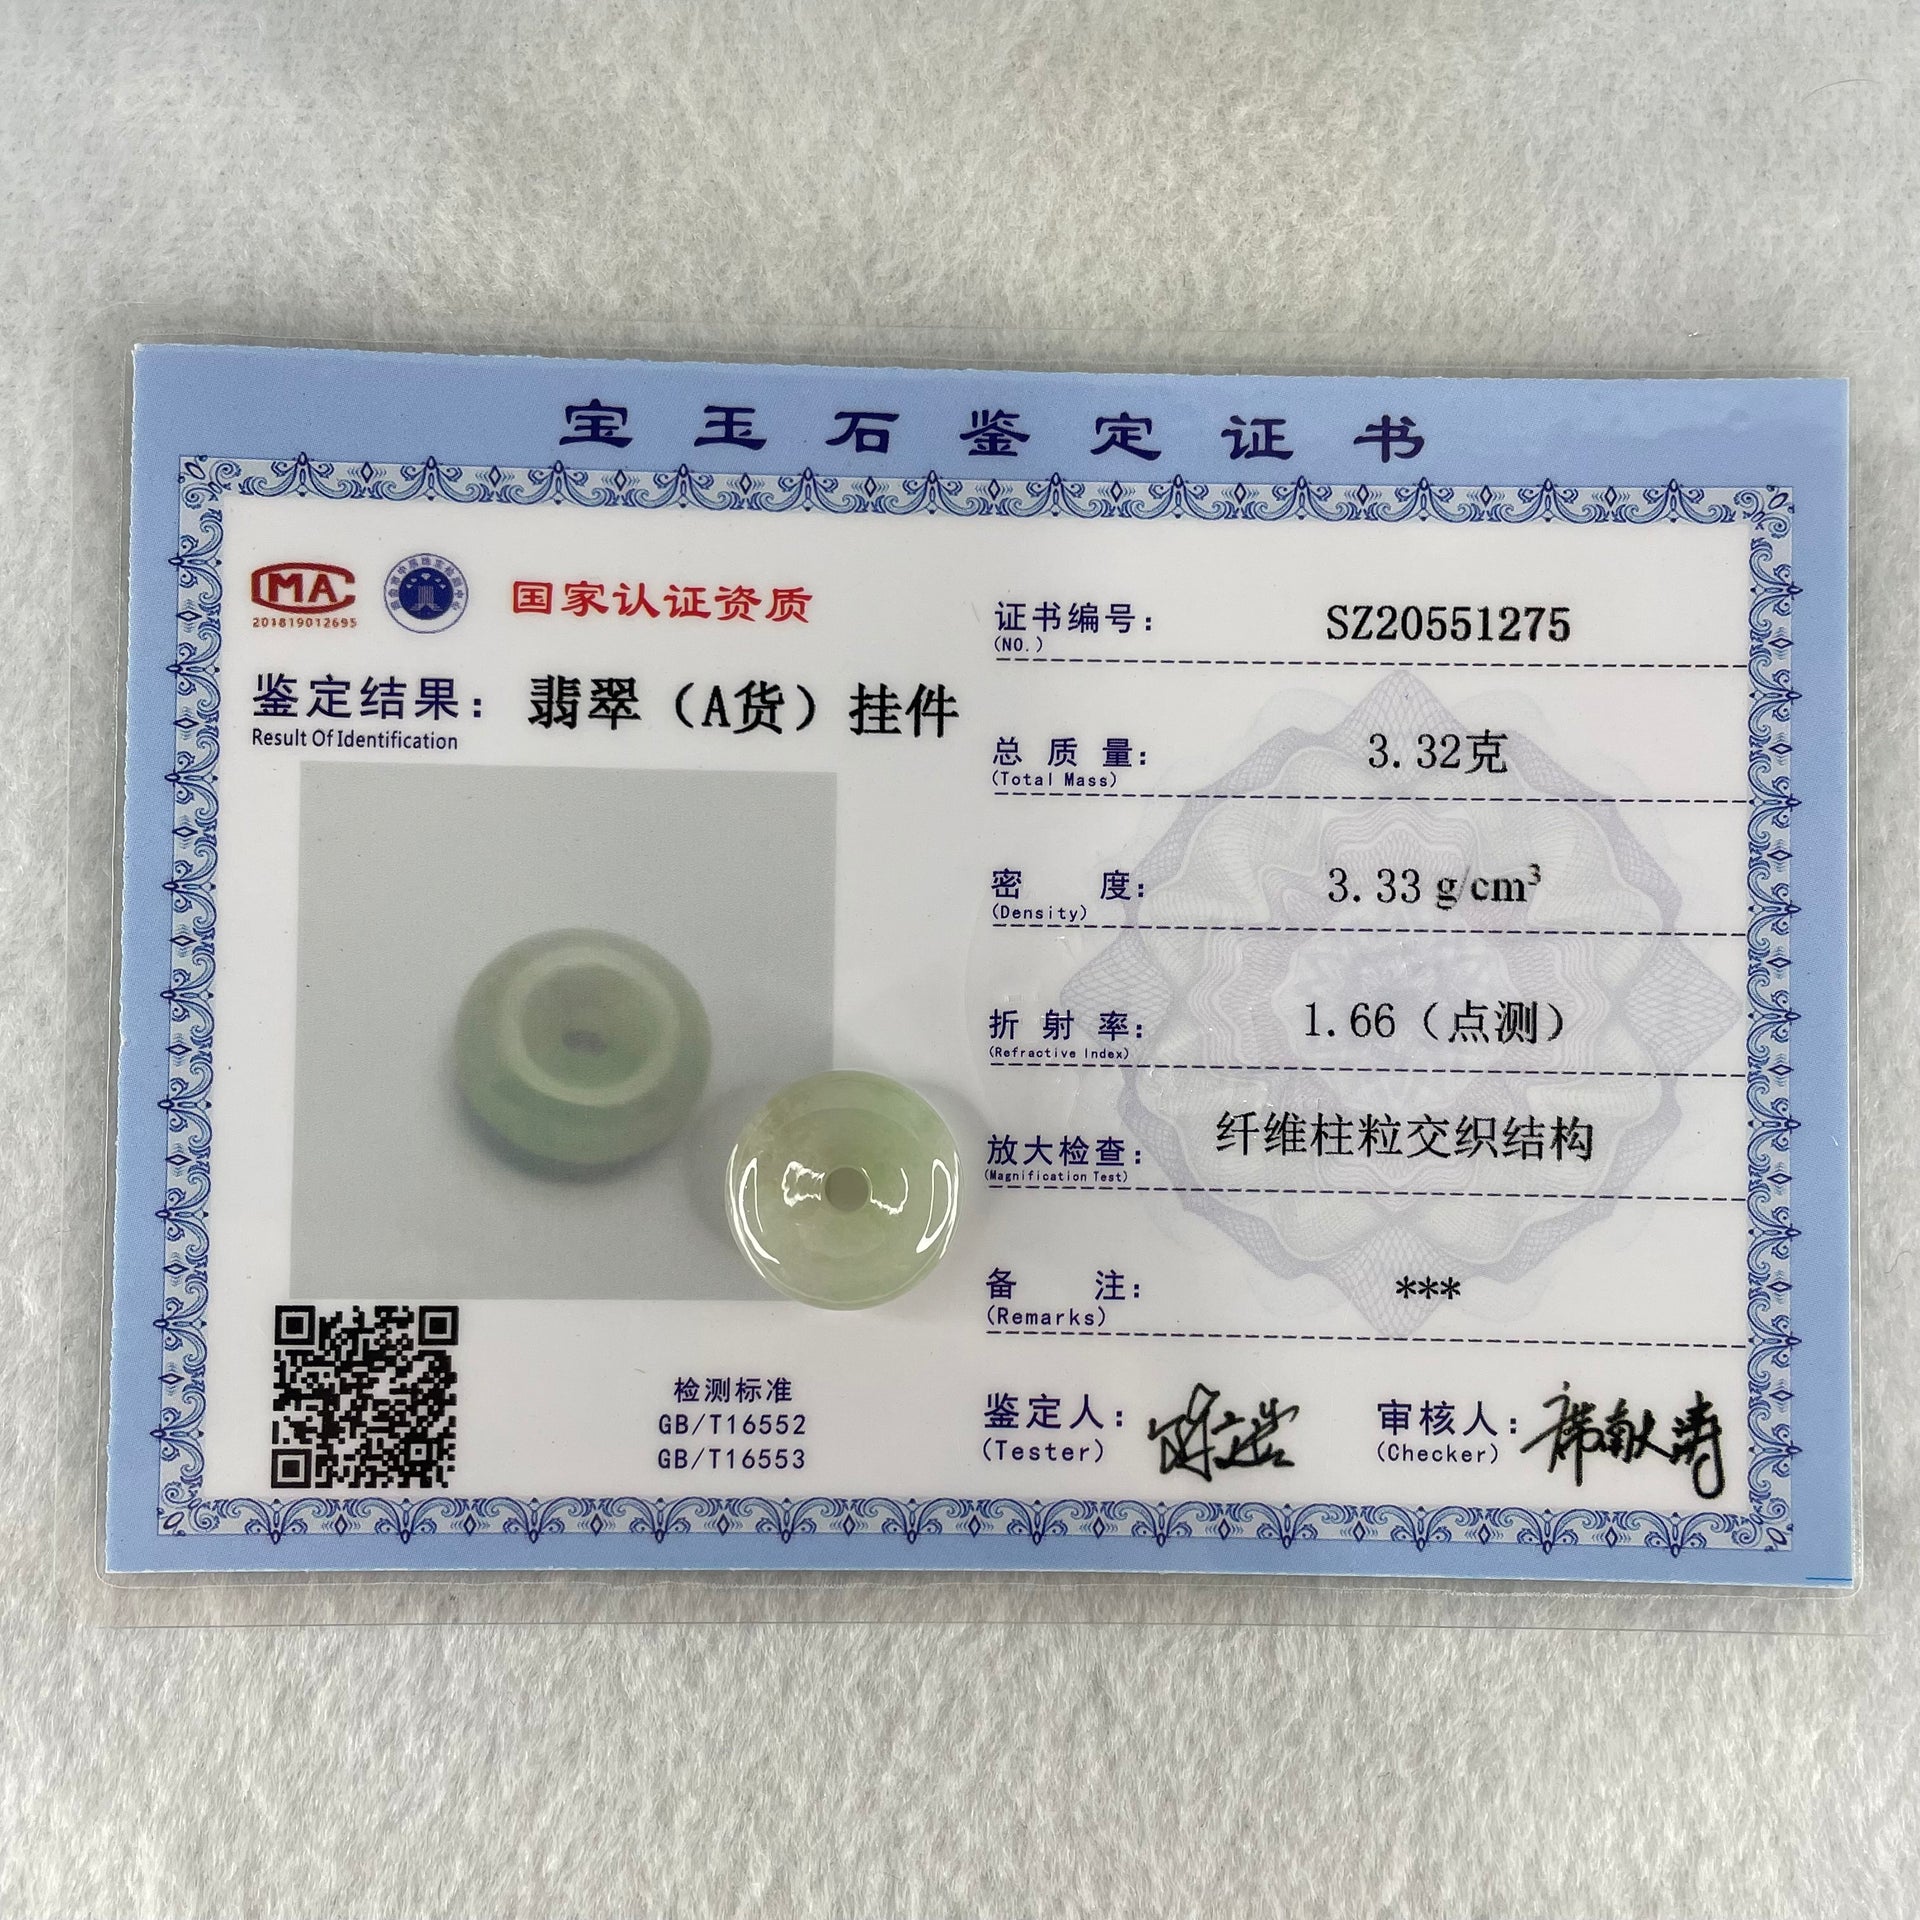 宝玉石鉴定证书
CMA
201819012695
国家认证资质
鉴定结果：翡翠（A货）挂件
Result Of Identification
检测标准
GB/T16552
GB/T16553
证书编号： SZ20551275
(NO.)
总质量： 3.32克
(Total Mass)
密度： 3.33 g/cm³
(Density)
折射率： 1.66（点测）
(Refractive Index)
放大检查： 纤维柱粒交织结构
(Magnification Test)
备注： ***
(Remarks)
鉴定人：
(Tester)
审核人：
(Checker)